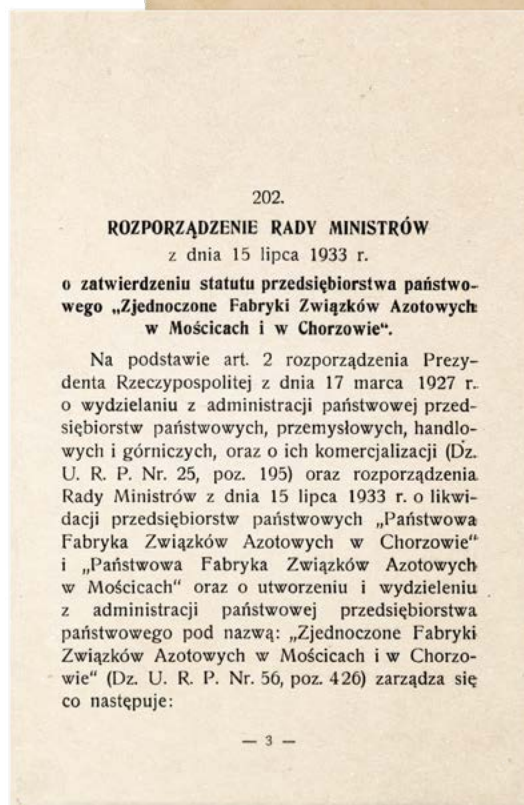 202.
ROZPORZĄDZENIE RADY MINISTRÓW
z dnia 15 lipca 1933 r.
o zatwierdzeniu statutu przedsiębiorstwa państwo-
wego „Zjednoczone Fabryki Związków Azotowych
w Mościcach i w Chorzowie“.
Na podstawie art. 2 rozporządzenia Prezy-
denta Rzeczypospolitej z dnia 17 marca 1927 r.
o wydzielaniu z administracji państwowej przed-
siębiorstw państwowych, przemysłowych, handlo-
wych i górniczych, oraz o ich komercjalizacji (Dz.
U. R. P. Nr. 25, poz. 195) oraz rozporządzenia
Rady Ministrów z dnia 15 lipca 1933 r. o likwi-
dacji przedsiębiorstw państwowych „Państwowa
Fabryka Związków Azotowych w Chorzowie“
i „Państwowa Fabryka Związków Azotowych
w Mościcach“ oraz o utworzeniu i wydzieleniu
z administracji państwowej przedsiębiorstwa
państwowego pod nazwą: „Zjednoczone Fabryki
Związków Azotowych w Mościcach i w Chorzo-
wie“ (Dz. U. R. P. Nr. 56, poz. 426) zarządza się
co następuje:
— 3 —